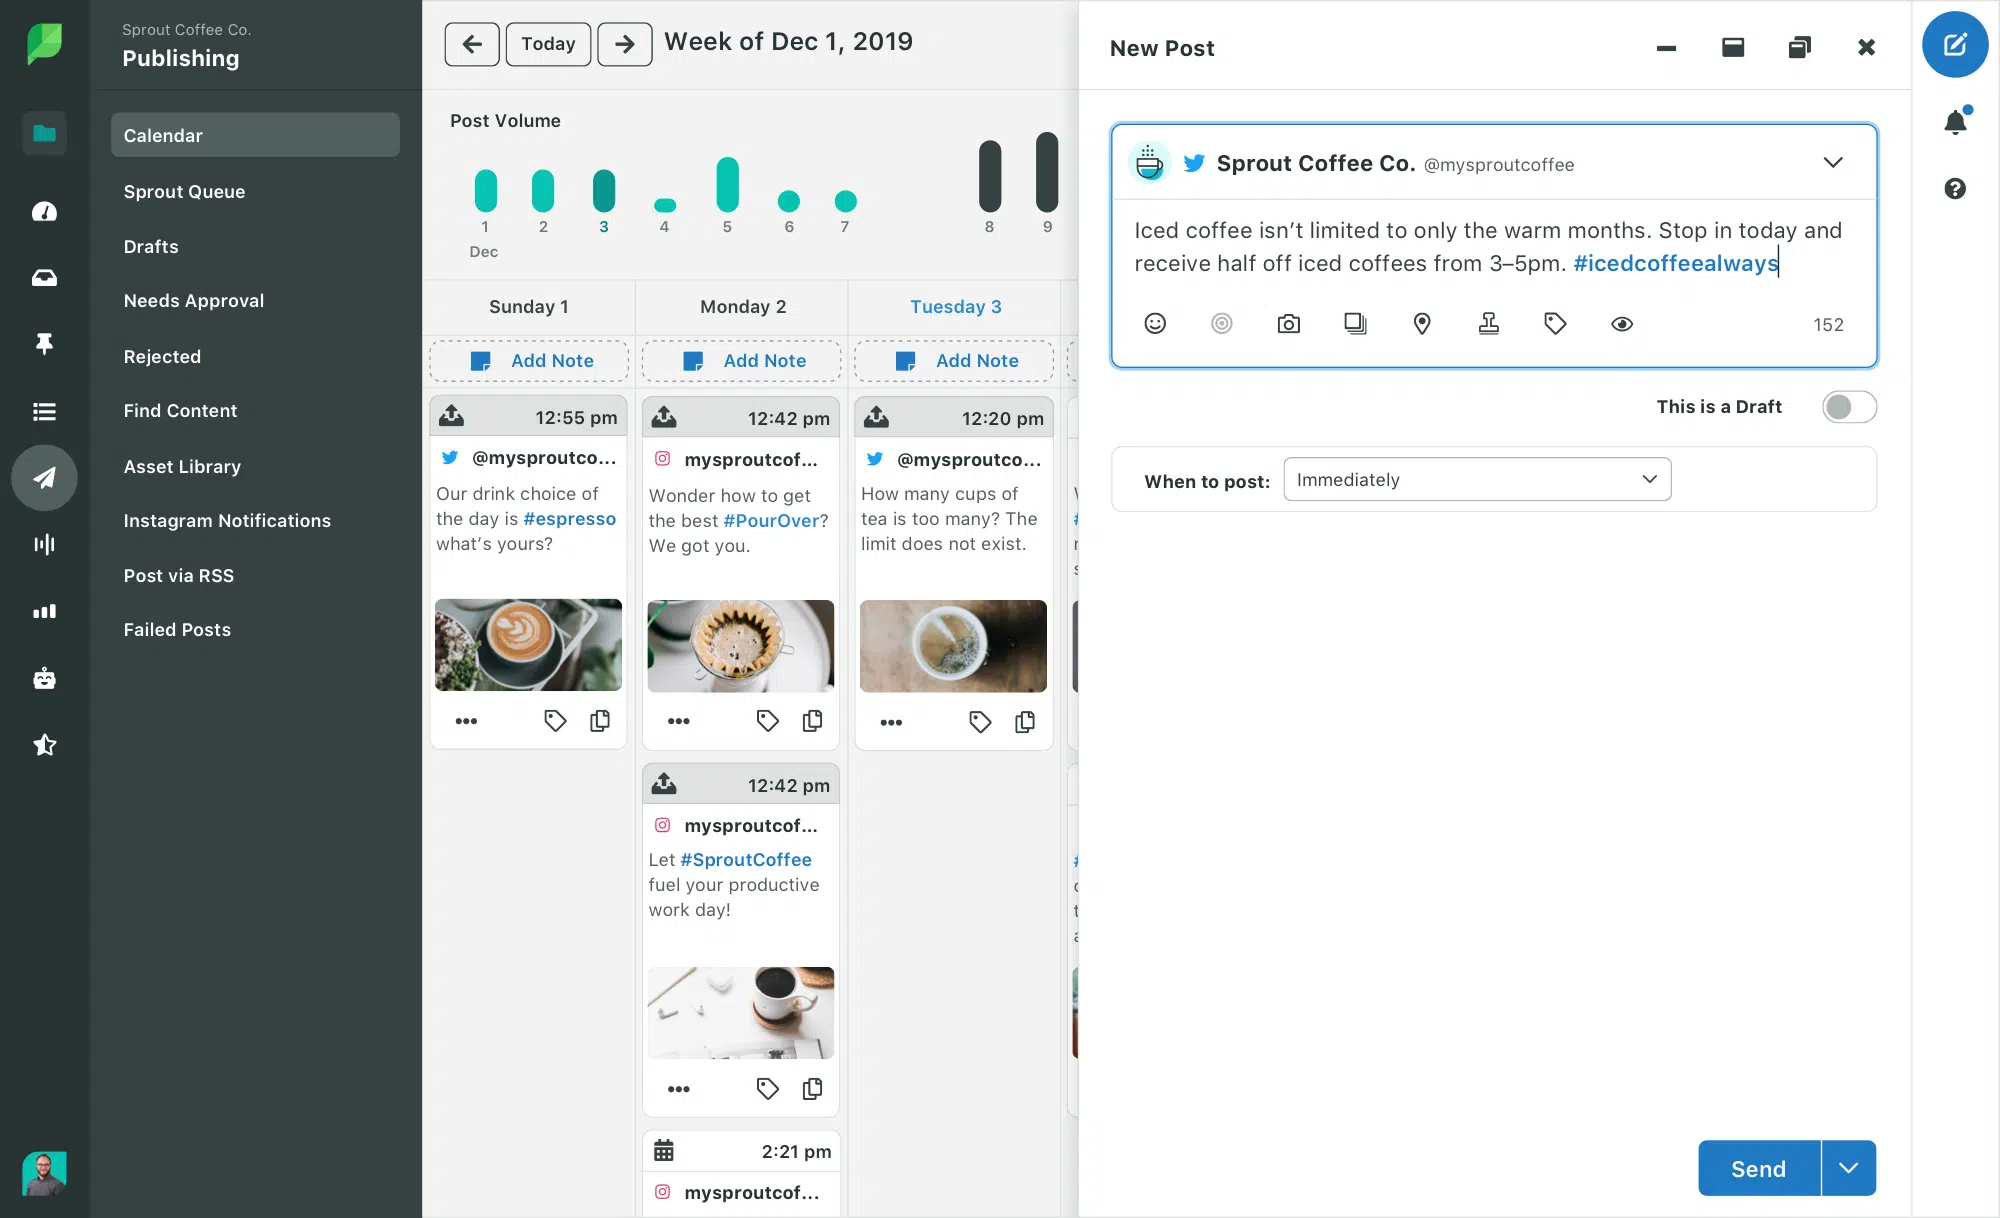 Sprout Coffee Co.
Publishing
Calendar
Sprout Queue
Drafts
Needs Approval
Rejected
Find Content
Asset Library
Instagram Notifications
Post via RSS
Failed Posts
Today
Week of Dec 1, 2019
Post Volume
1 2 3 4 5 6 7 8 9
Dec
Sunday 1
Monday 2
Tuesday 3
Add Note
Add Note
Add Note
12:55 pm
@mysproutco...
Our drink choice of
the day is #espresso
what’s yours?
12:42 pm
mysproutcof...
Wonder how to get
the best #PourOver?
We got you.
12:42 pm
mysproutcof...
Let #SproutCoffee
fuel your productive
work day!
2:21 pm
mysproutcof...
12:20 pm
@mysproutco...
How many cups of
tea is too many? The
limit does not exist.
New Post
Sprout Coffee Co. @mysproutcoffee
Iced coffee isn’t limited to only the warm months. Stop in today and
receive half off iced coffees from 3–5pm. #icedcoffeealways
152
This is a Draft
When to post: Immediately
Send